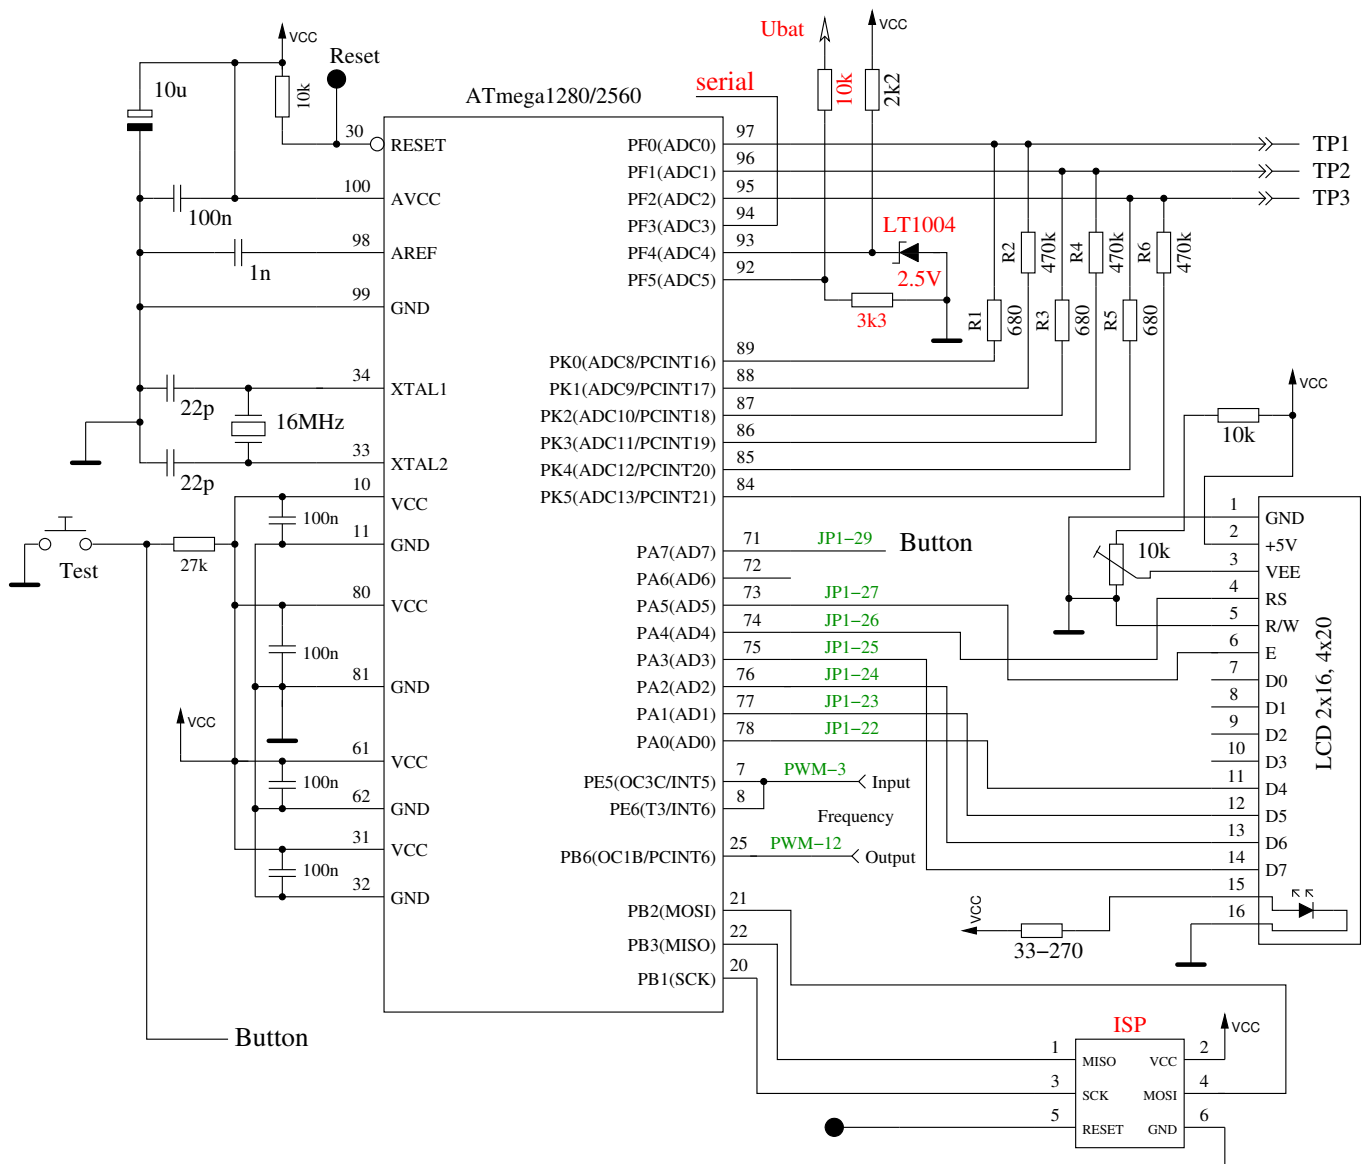 VCC
Reset
10u
10k
ATmega1280/2560
30
RESET
100
AVCC
100n
98
AREF
1n
99
GND
34
XTAL1
22p
16MHz
33
XTAL2
22p
10
VCC
100n
11
GND
Test
27k
80
VCC
100n
81
GND
VCC
61
VCC
100n
62
GND
31
VCC
100n
32
GND
Button
Ubat
VCC
serial
10k
2k2
PF0(ADC0)
97
TP1
PF1(ADC1)
96
TP2
PF2(ADC2)
95
TP3
PF3(ADC3)
94
PF4(ADC4)
93
LT1004
2.5V
PF5(ADC5)
92
3k3
R1
680
R2
470k
R3
680
R4
470k
R5
680
R6
470k
PK0(ADC8/PCINT16)
89
PK1(ADC9/PCINT17)
88
PK2(ADC10/PCINT18)
87
PK3(ADC11/PCINT19)
86
PK4(ADC12/PCINT20)
85
PK5(ADC13/PCINT21)
84
PA7(AD7)
71
JP1−29
Button
PA6(AD6)
72
PA5(AD5)
73
JP1−27
PA4(AD4)
74
JP1−26
PA3(AD3)
75
JP1−25
PA2(AD2)
76
JP1−24
PA1(AD1)
77
JP1−23
PA0(AD0)
78
JP1−22
PE5(OC3C/INT5)
7
PWM−3
Input
PE6(T3/INT6)
8
Frequency
PB6(OC1B/PCINT6)
25
PWM−12
Output
PB2(MOSI)
21
PB3(MISO)
22
PB1(SCK)
20
VCC
10k
10k
1
GND
2
+5V
3
VEE
4
RS
5
R/W
6
E
7
D0
8
D1
9
D2
10
D3
11
D4
12
D5
13
D6
14
D7
15
16
LCD 2x16, 4x20
VCC
33−270
ISP
VCC
1
MISO
VCC
2
3
SCK
MOSI
4
5
RESET
GND
6